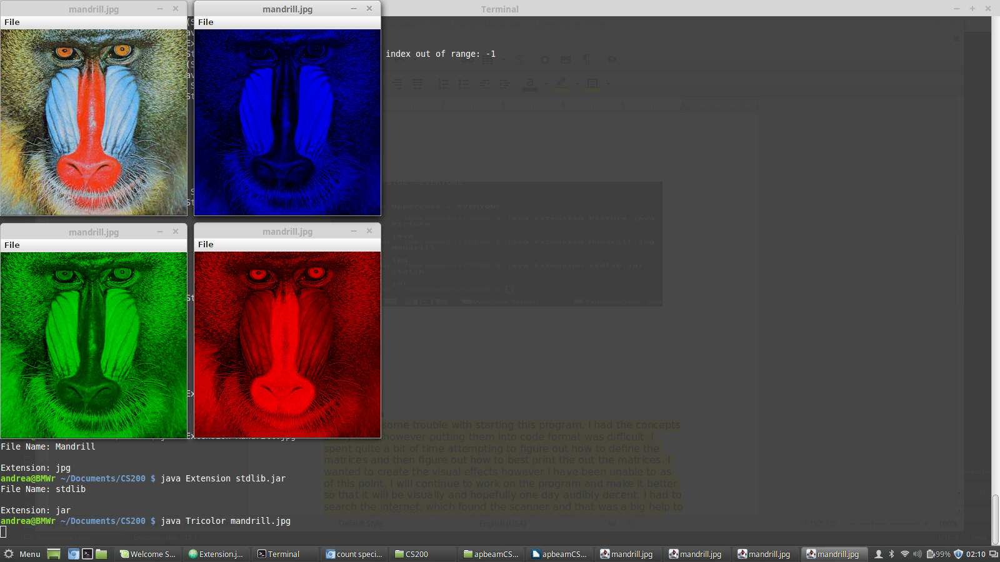 mandrill.jpg
File
mandrill.jpg
File
Terminal
index out of range: -1
mandrill.jpg
File
mandrill.jpg
File
some trouble with starting this program. I had the concepts
however putting them into code format was difficult. I
spent quite a bit of time attempting to figure out how to define the
matrices and then figure out how to best print the out the matrices. I
wanted to create the visual effects however I have been unable to as
of this point. I will continue to work on the program and make it better
so that it will be visually and hopefully one day audibly decent. I had to
search the internet, which found the scanner and that was a big help to
Default Style
English (USA)
100%
File Name: Mandrill
Extension: jpg
andrea@BMWr ~/Documents/CS200 $ java Extension stdlib.jar
File Name: stdlib
Extension: jar
andrea@BMWr ~/Documents/CS200 $ java Tricolor mandrill.jpg
Menu
Welcome S...
Extension.j...
Terminal
count speci...
CS200
apbeamCS...
apbeamCS...
mandrill.jpg
mandrill.jpg
mandrill.jpg
mandrill.jpg
99%
02:10